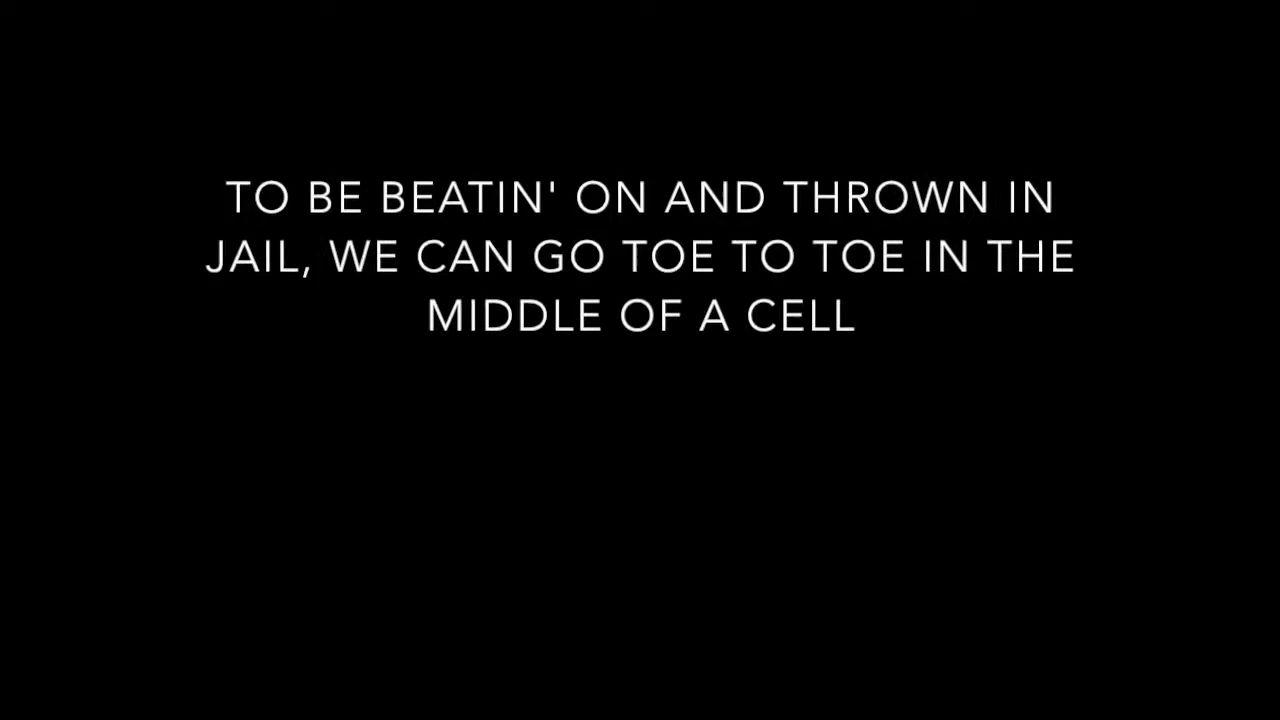 TO BE BEATIN' ON AND THROWN IN
JAIL, WE CAN GO TOE TO TOE IN THE
MIDDLE OF A CELL